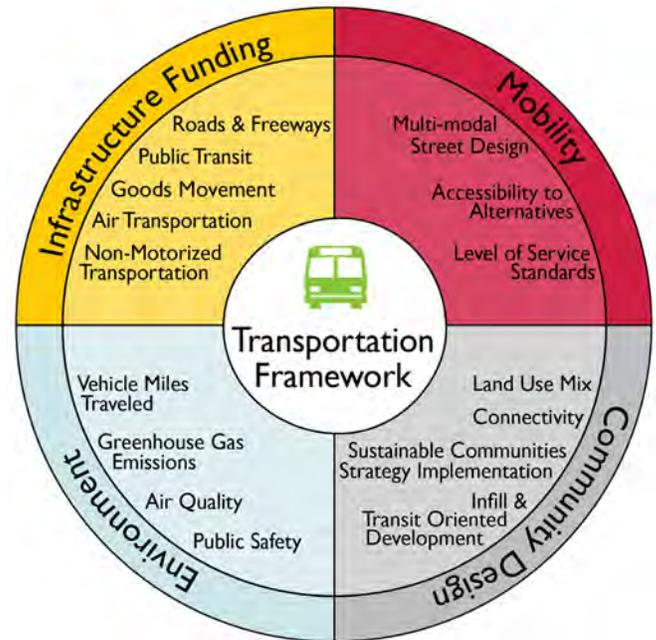 Infrastructure Funding
Roads & Freeways
Public Transit
Goods Movement
Air Transportation
Non-Motorized
Transportation
Mobility
Multi-modal
Street Design
Accessibility to
Alternatives
Level of Service
Standards
Transportation
Framework
Environment
Vehicle Miles
Traveled
Greenhouse Gas
Emissions
Air Quality
Public Safety
Community Design
Land Use Mix
Connectivity
Sustainable Communities
Strategy Implementation
Infill &
Transit Oriented
Development